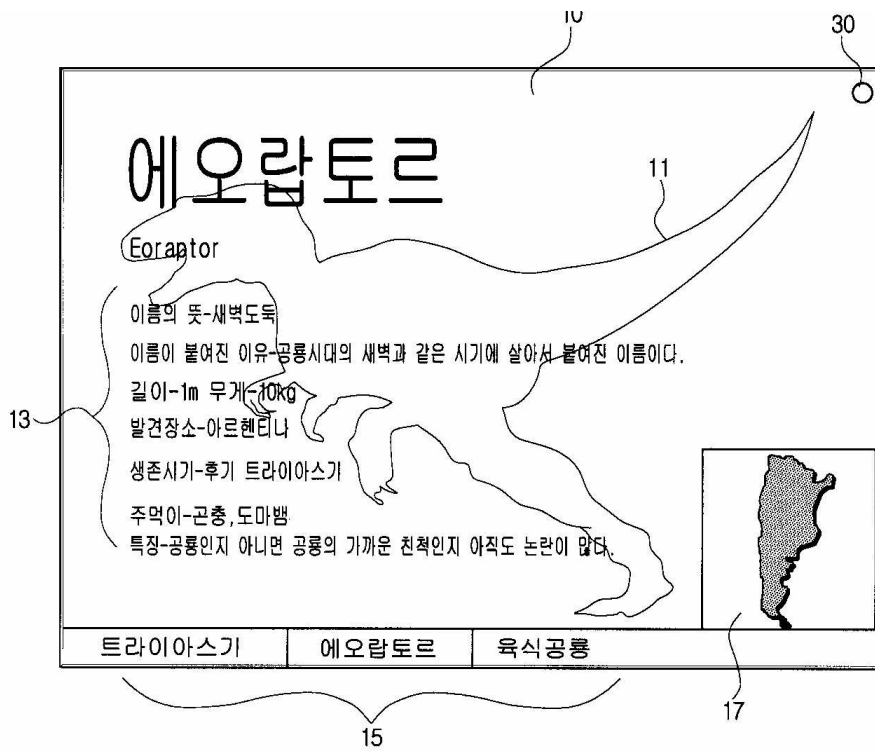 10
30
에오랍토르
11
Eoraptor
이름의 뜻-새벽도둑
이름이 붙여진 이유-공룡시대의 새벽과 같은 시기에 살아서 붙여진 이름이다.
길이-1m 무게-10kg
13
발견장소-아르헨티나
생존시기-후기 트라이아스기
주먹이-곤충,도마뱀
특징-공룡인지 아니면 공룡의 가까운 친척인지 아직도 논란이 많다.
트라이아스기 에오랍토르 육식공룡
17
15